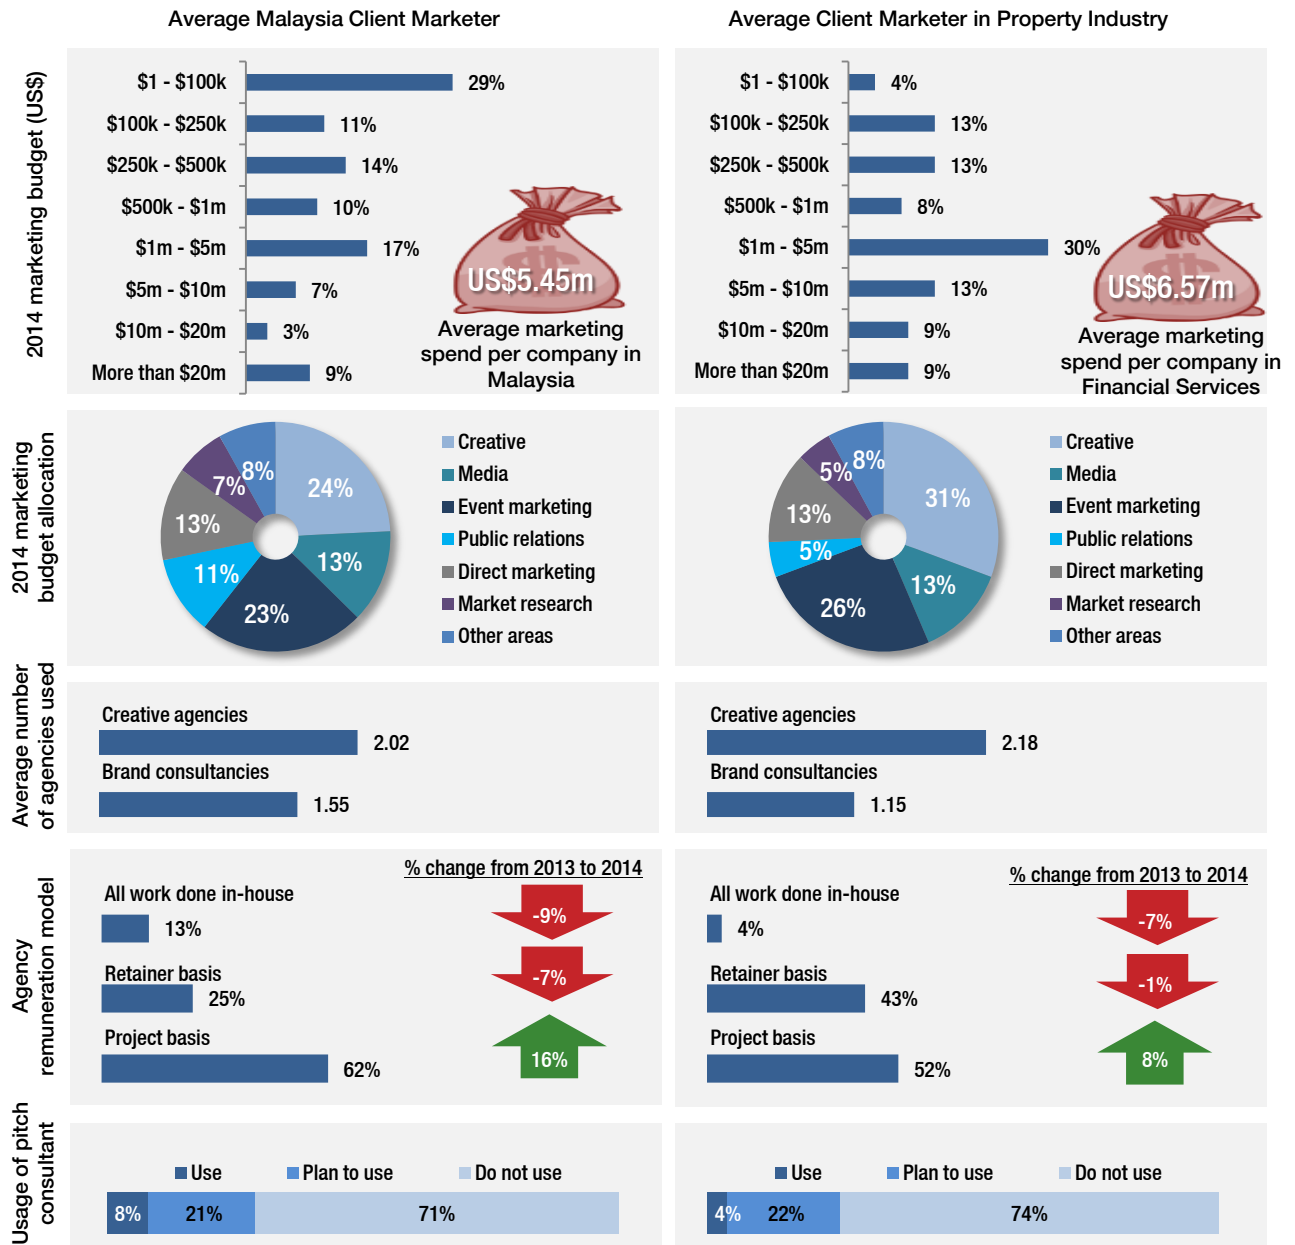 Average Malaysia Client Marketer
Average Client Marketer in Property Industry
2014 marketing budget (US$)
$1 - $100k
29%
$100k - $250k
11%
$250k - $500k
14%
$500k - $1m
10%
$1m - $5m
17%
$5m - $10m
7%
$10m - $20m
3%
More than $20m
9%
US$5.45m
Average marketing
spend per company in
Malaysia
$1 - $100k
4%
$100k - $250k
13%
$250k - $500k
13%
$500k - $1m
8%
$1m - $5m
30%
$5m - $10m
13%
$10m - $20m
9%
More than $20m
9%
US$6.57m
Average marketing
spend per company in
Financial Services
2014 marketing
budget allocation
24%
13%
23%
11%
13%
7%
8%
Creative
Media
Event marketing
Public relations
Direct marketing
Market research
Other areas
31%
13%
26%
5%
13%
5%
8%
Creative
Media
Event marketing
Public relations
Direct marketing
Market research
Other areas
Average number
of agencies used
Creative agencies
2.02
Brand consultancies
1.55
Creative agencies
2.18
Brand consultancies
1.15
Agency
remuneration model
% change from 2013 to 2014
All work done in-house
13%
-9%
Retainer basis
25%
-7%
Project basis
62%
16%
% change from 2013 to 2014
All work done in-house
4%
-7%
Retainer basis
43%
-1%
Project basis
52%
8%
Usage of pitch
consultant
Use
Plan to use
Do not use
8%
21%
71%
Use
Plan to use
Do not use
4%
22%
74%